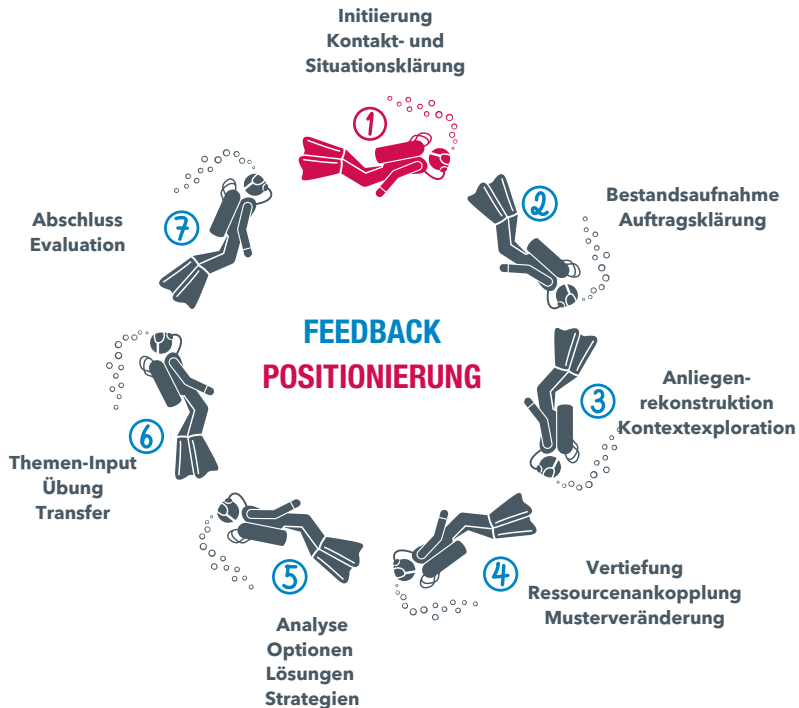 Initiierung
Kontakt- und
Situationsklärung
1
2
Bestandsaufnahme
Auftragsklärung
7
Abschluss
Evaluation
FEEDBACK
POSITIONIERUNG
3
Anliegen-
rekonstruktion
Kontextexploration
6
Themen-Input
Übung
Transfer
5
Analyse
Optionen
Lösungen
Strategien
4
Vertiefung
Ressourcenankopplung
Musterveränderung